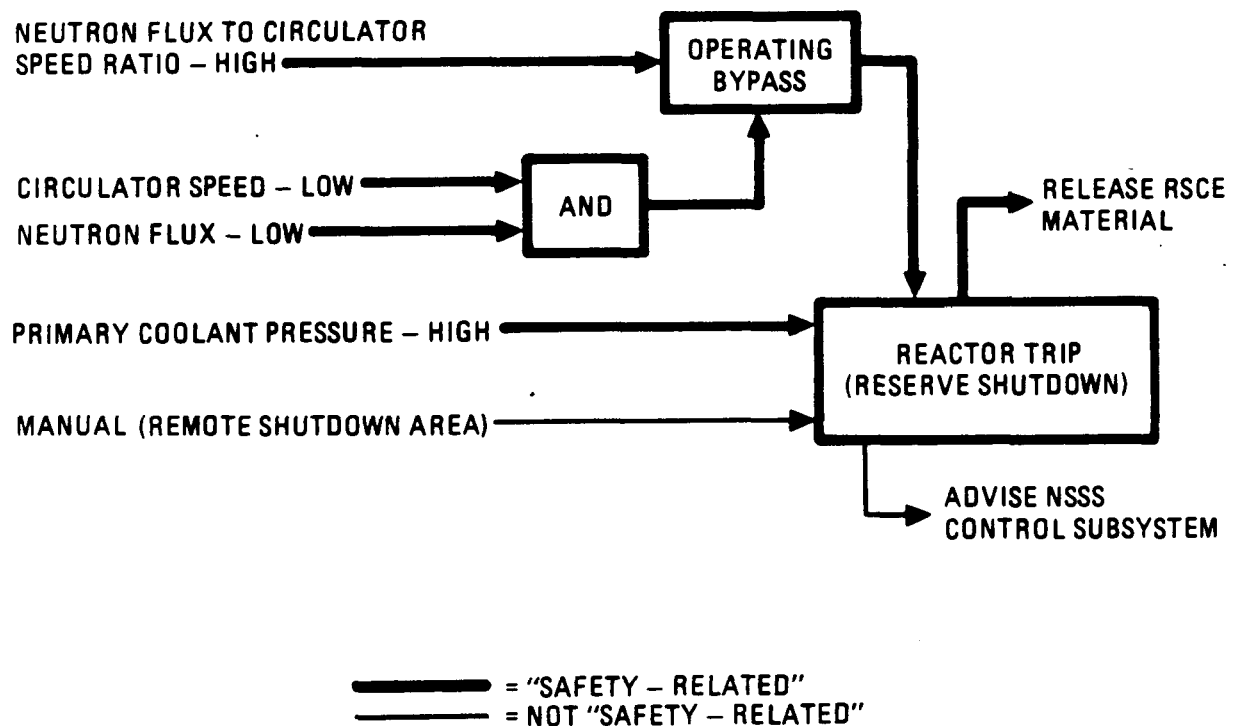 NEUTRON FLUX TO CIRCULATOR
SPEED RATIO – HIGH
OPERATING
BYPASS
CIRCULATOR SPEED – LOW
NEUTRON FLUX – LOW
AND
RELEASE RSCE
MATERIAL
PRIMARY COOLANT PRESSURE – HIGH
REACTOR TRIP
(RESERVE SHUTDOWN)
MANUAL (REMOTE SHUTDOWN AREA)
ADVISE NSSS
CONTROL SUBSYSTEM
= "SAFETY – RELATED"
= NOT "SAFETY – RELATED"